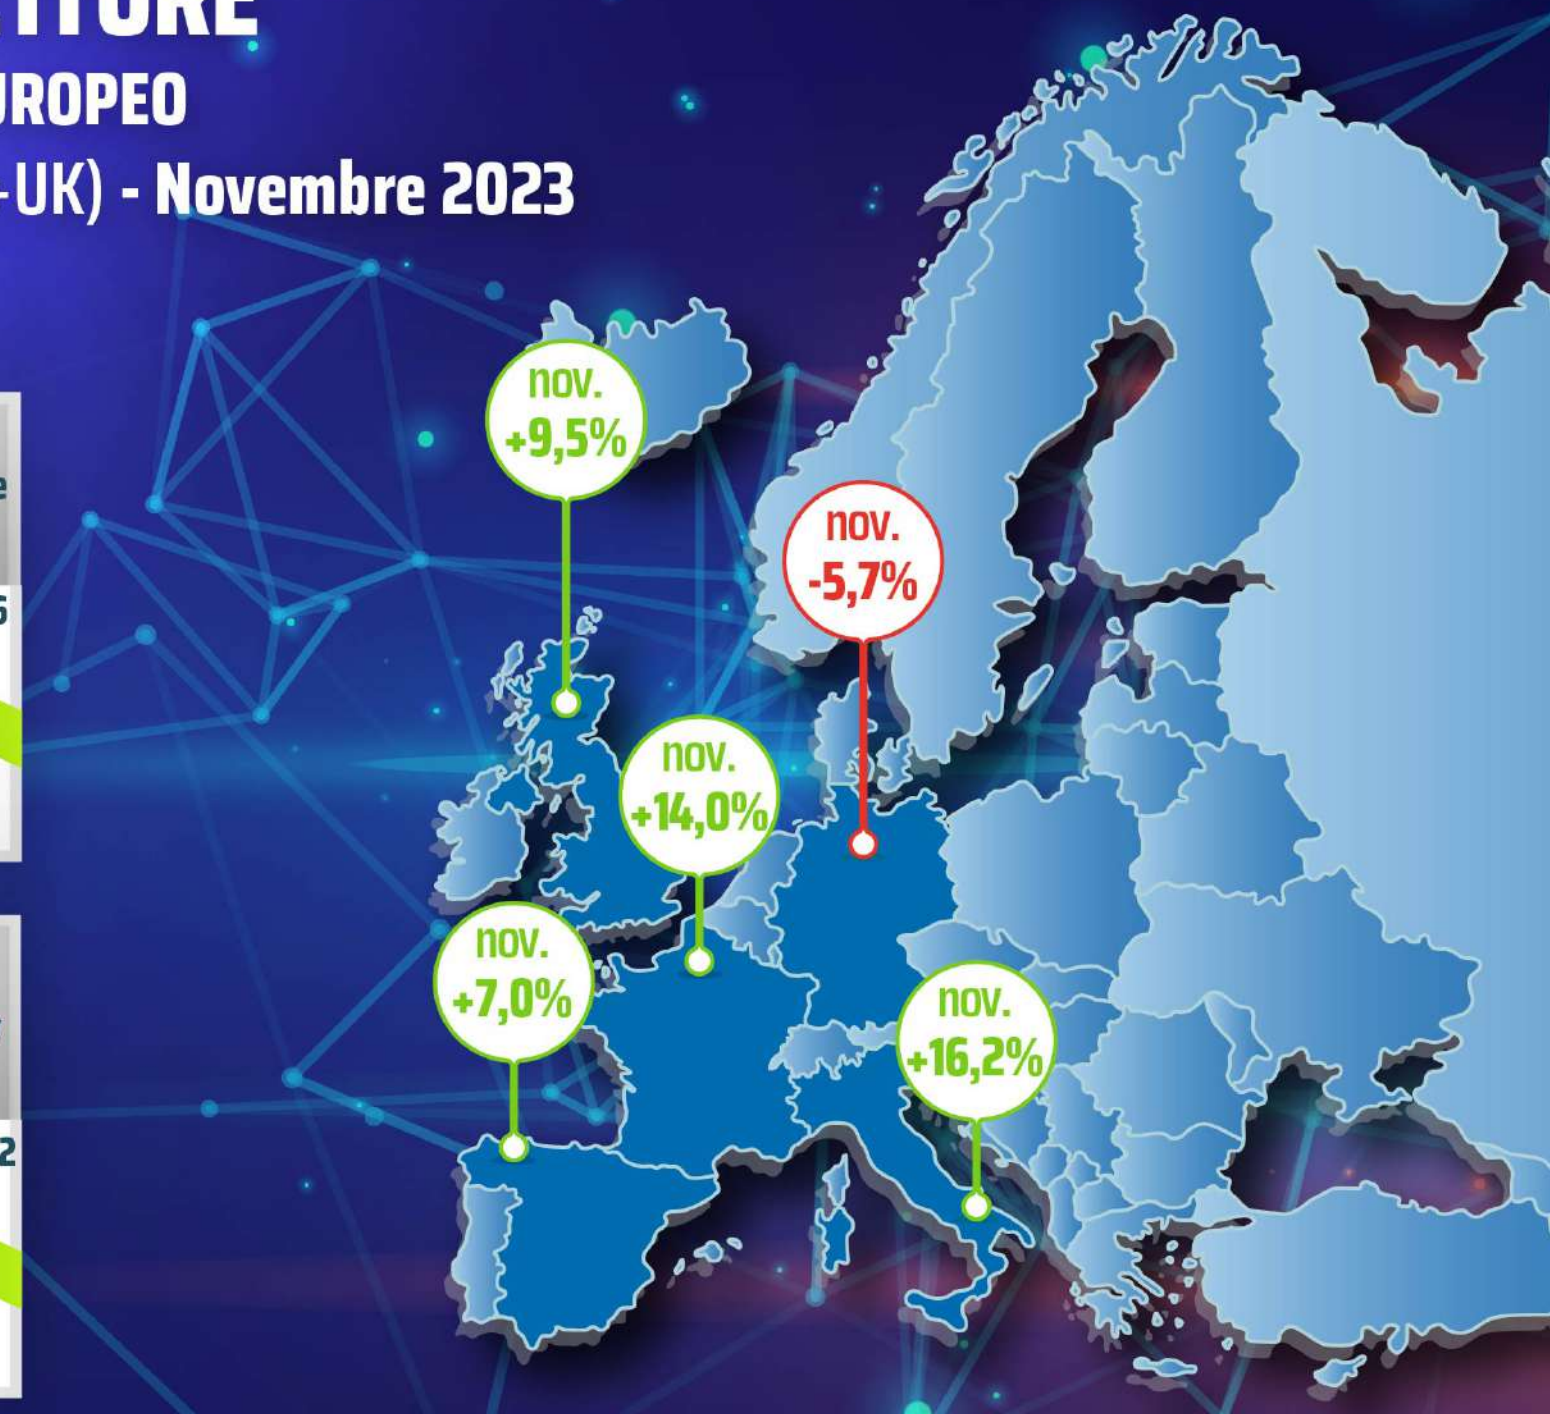 UROPEO
-UK) - Novembre 2023
nov.
+9,5%
nov.
-5,7%
nov.
+14,0%
nov.
+7,0%
nov.
+16,2%
e
2